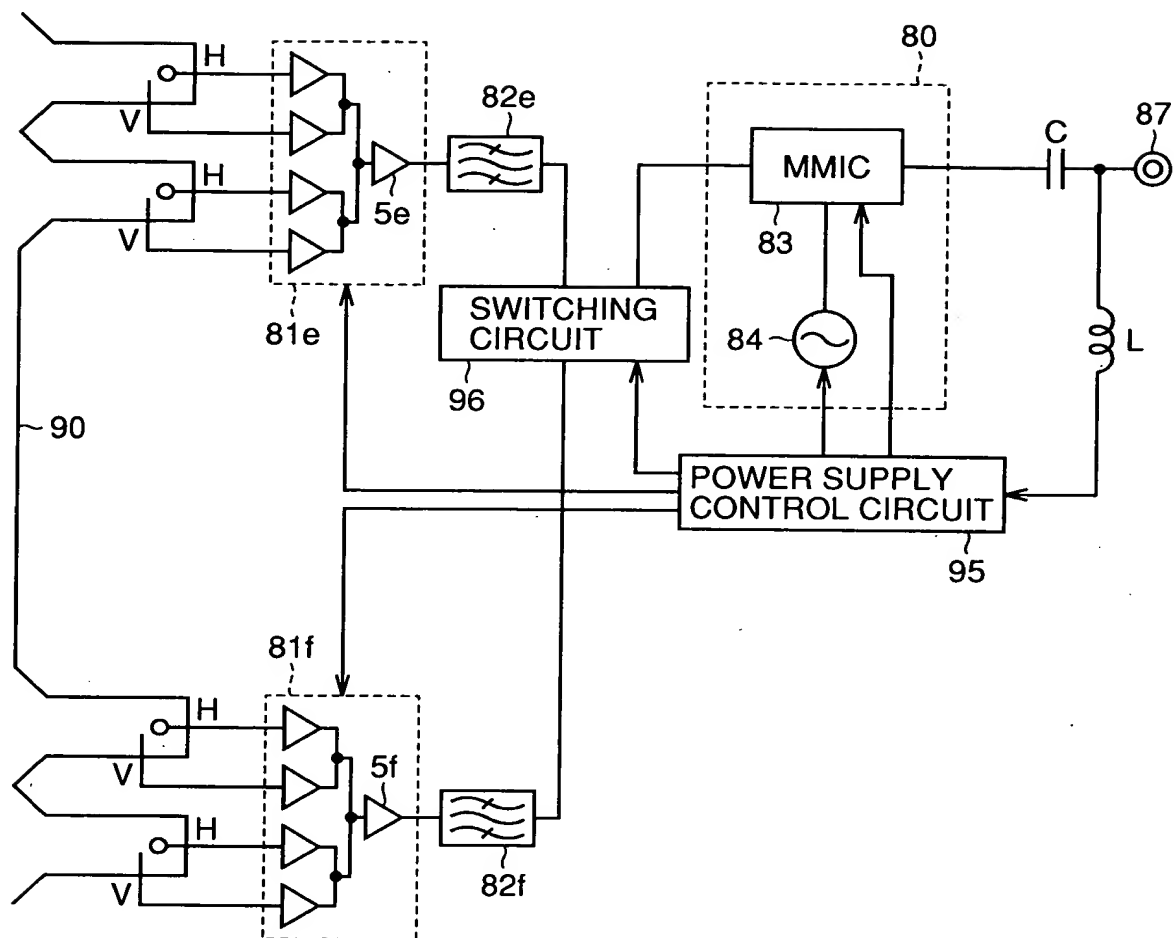 H
V
H
V
5e
81e
82e
SWITCHING
CIRCUIT
96
80
MMIC
83
84
C
87
L
90
POWER SUPPLY
CONTROL CIRCUIT
95
81f
H
V
H
V
5f
82f